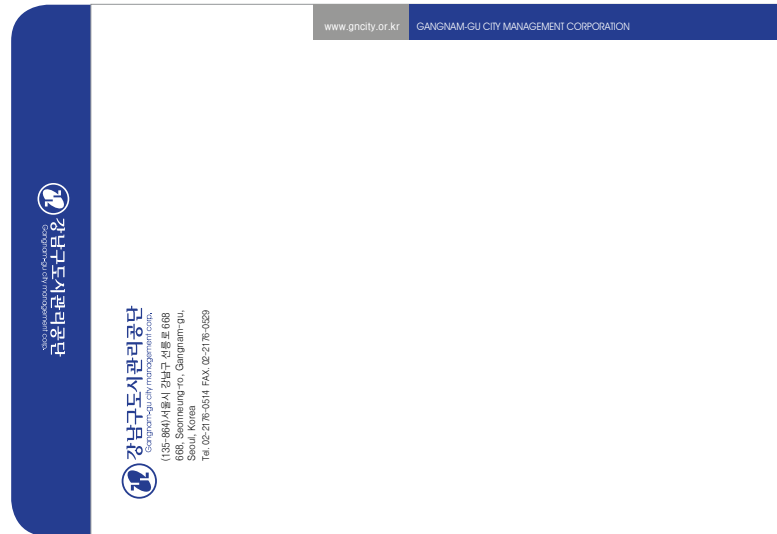 www.gncity.or.kr
GANGNAM-GU CITY MANAGEMENT CORPORATION
강남구도시관리공단
Gangnam-gu city management corp.
강남구도시관리공단
Gangnam-gu city management corp.
(135-864)서울시 강남구 선릉로 668
668, Seonneung-ro, Gangnam-gu,
Seoul, Korea
Tel. 02-2176-0514 FAX. 02-2176-0529